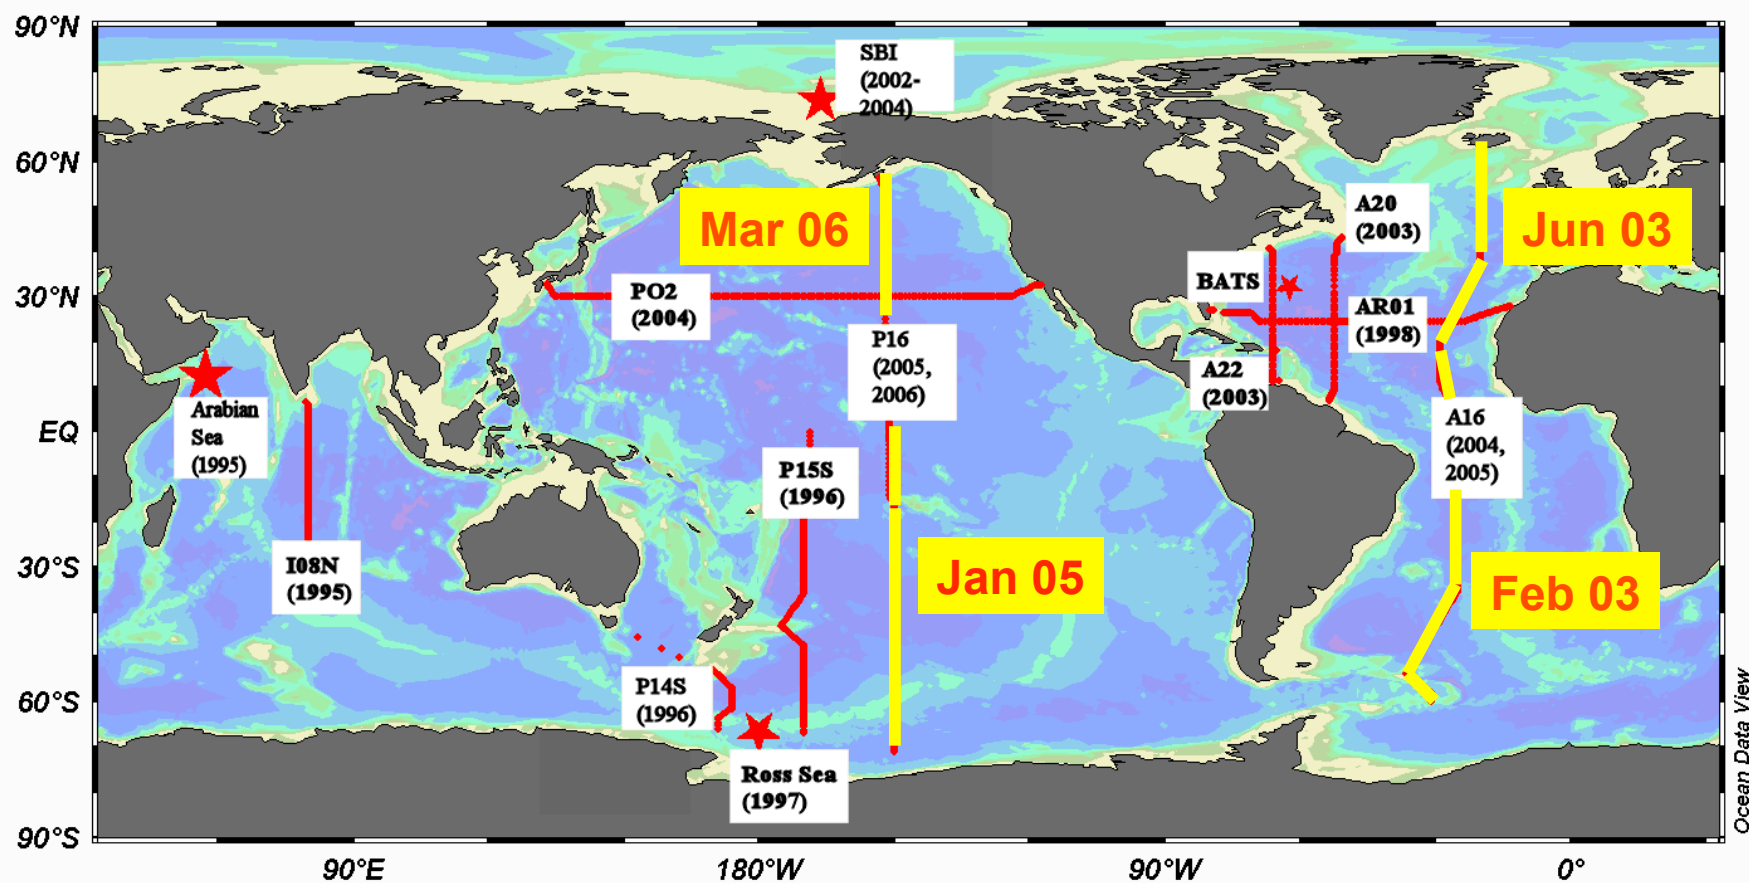 90°N
60°N
30°N
EQ
30°S
60°S
90°S
SBI
(2002-
2004)
Mar 06
Jun 03
A20
(2003)
BATS
PO2
(2004)
AR01
(1998)
P16
(2005,
2006)
A22
(2003)
Arabian
Sea
(1995)
A16
(2004,
2005)
P15S
(1996)
I08N
(1995)
Jan 05
Feb 03
P14S
(1996)
Ross Sea
(1997)
Ocean Data View
90°E
180°W
90°W
0°